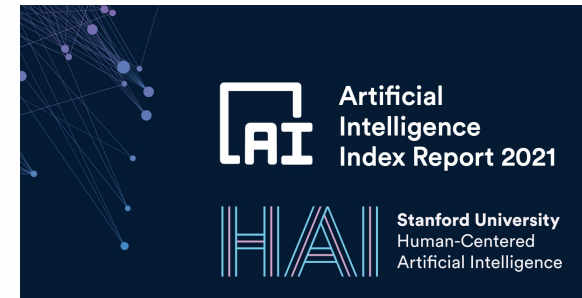 AI
Artificial
Intelligence
Index Report 2021
HAI
Stanford University
Human-Centered
Artificial Intelligence